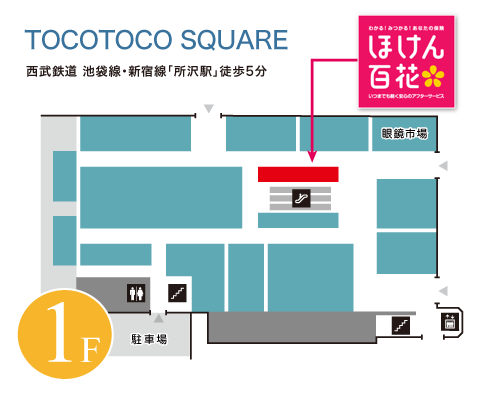 TOCOTOCO SQUARE
西武鉄道 池袋線・新宿線「所沢駅」徒歩5分
わかる!みつかる!あなたの保険
ほけん
百花
いつまでも続く安心のアフターサービス
眼鏡市場
1F
駐車場